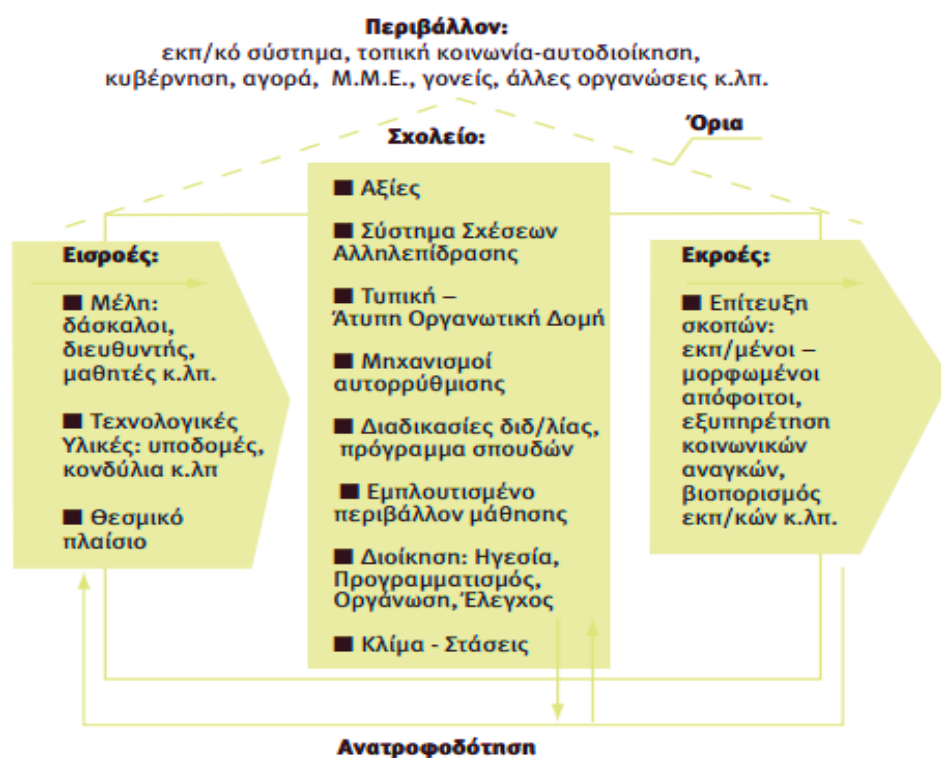 Περιβάλλον:
εκπ/κό σύστημα, τοπική κοινωνία-αυτοδιοίκηση,
κυβέρνηση, αγορά, Μ.Μ.Ε., γονείς, άλλες οργανώσεις κ.λπ.
Όρια
Σχολείο:
■ Αξίες
■ Σύστημα Σχέσεων
Αλληλεπίδρασης
■ Τυπική –
Άτυπη Οργανωτική Δομή
■ Μηχανισμοί
αυτορρύθμισης
■ Διαδικασίες διδ/λίας,
πρόγραμμα σπουδών
■ Εμπλουτισμένο
περιβάλλον μάθησης
■ Διοίκηση: Ηγεσία,
Προγραμματισμός,
Οργάνωση, Έλεγχος
■ Κλίμα - Στάσεις
Εισροές:
■ Μέλη:
δάσκαλοι,
διευθυντής,
μαθητές κ.λπ.
■ Τεχνολογικές
Υλικές: υποδομές,
κονδύλια κ.λπ
■ Θεσμικό
πλαίσιο
Εκροές:
■ Επίτευξη
σκοπών:
εκπ/μένοι –
μορφωμένοι
απόφοιτοι,
εξυπηρέτηση
κοινωνικών
αναγκών,
βιοπορισμός
εκπ/κών κ.λπ.
Ανατροφοδότηση